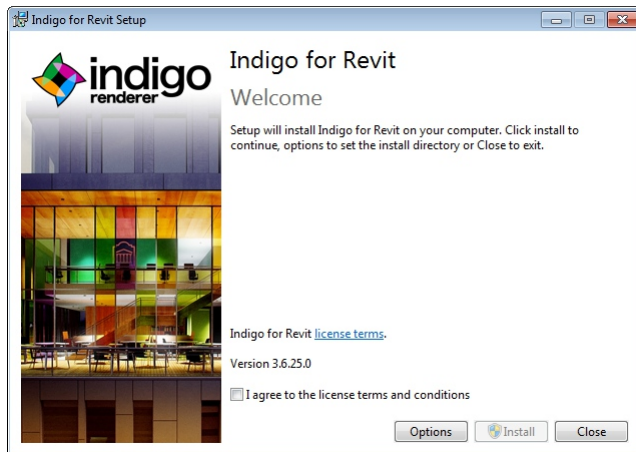 Indigo for Revit Setup
indigo
renderer
Indigo for Revit
Welcome
Setup will install Indigo for Revit on your computer. Click install to
continue, options to set the install directory or Close to exit.
Indigo for Revit license terms.
Version 3.6.25.0
I agree to the license terms and conditions
Options
Install
Close